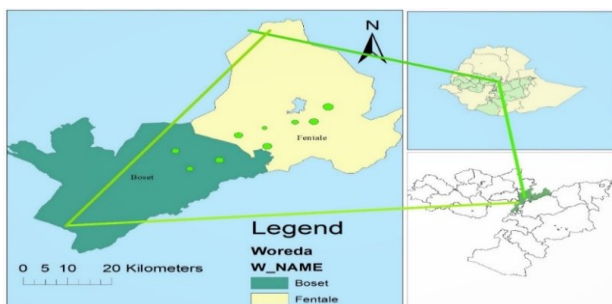 N
Fentale
Boset
Legend
Woreda
W_NAME
Boset
Fentale
0 5 10 20 Kilometers